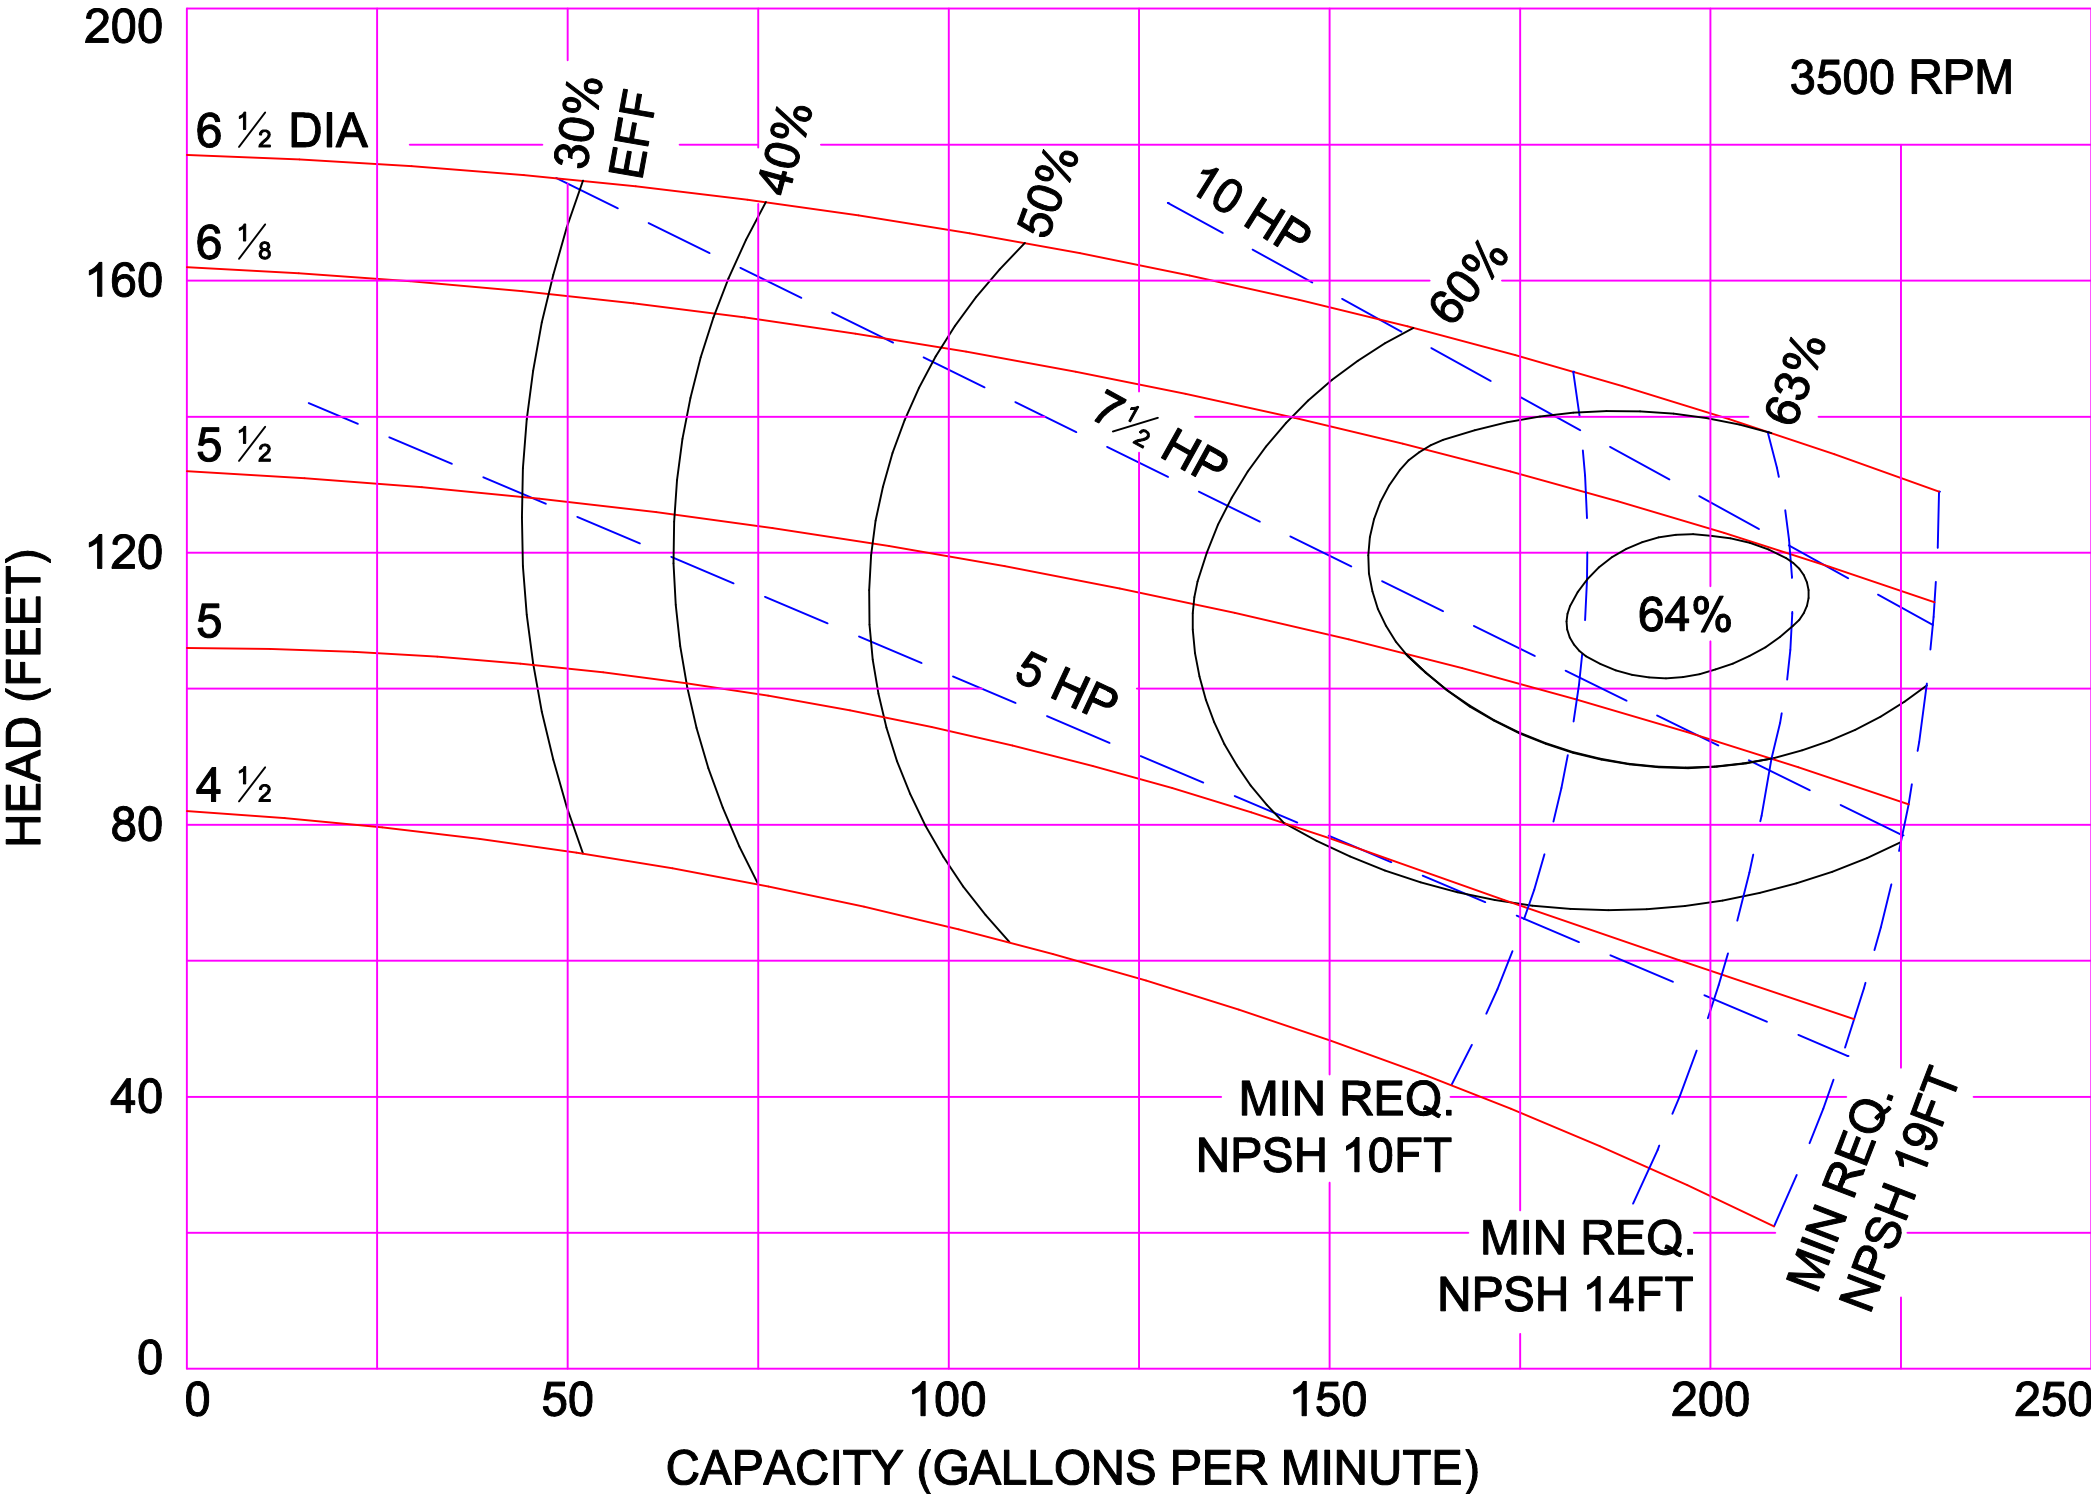 200
3500 RPM
6 ½ DIA
30%
EFF
40%
50%
10 HP
6 ⅛
160
60%
63%
7½ HP
5 ½
120
64%
5
5 HP
4 ½
80
40
MIN REQ.
NPSH 10FT
MIN REQ.
NPSH 14FT
MIN REQ.
NPSH 19FT
0
HEAD (FEET)
0 50 100 150 200 250
CAPACITY (GALLONS PER MINUTE)